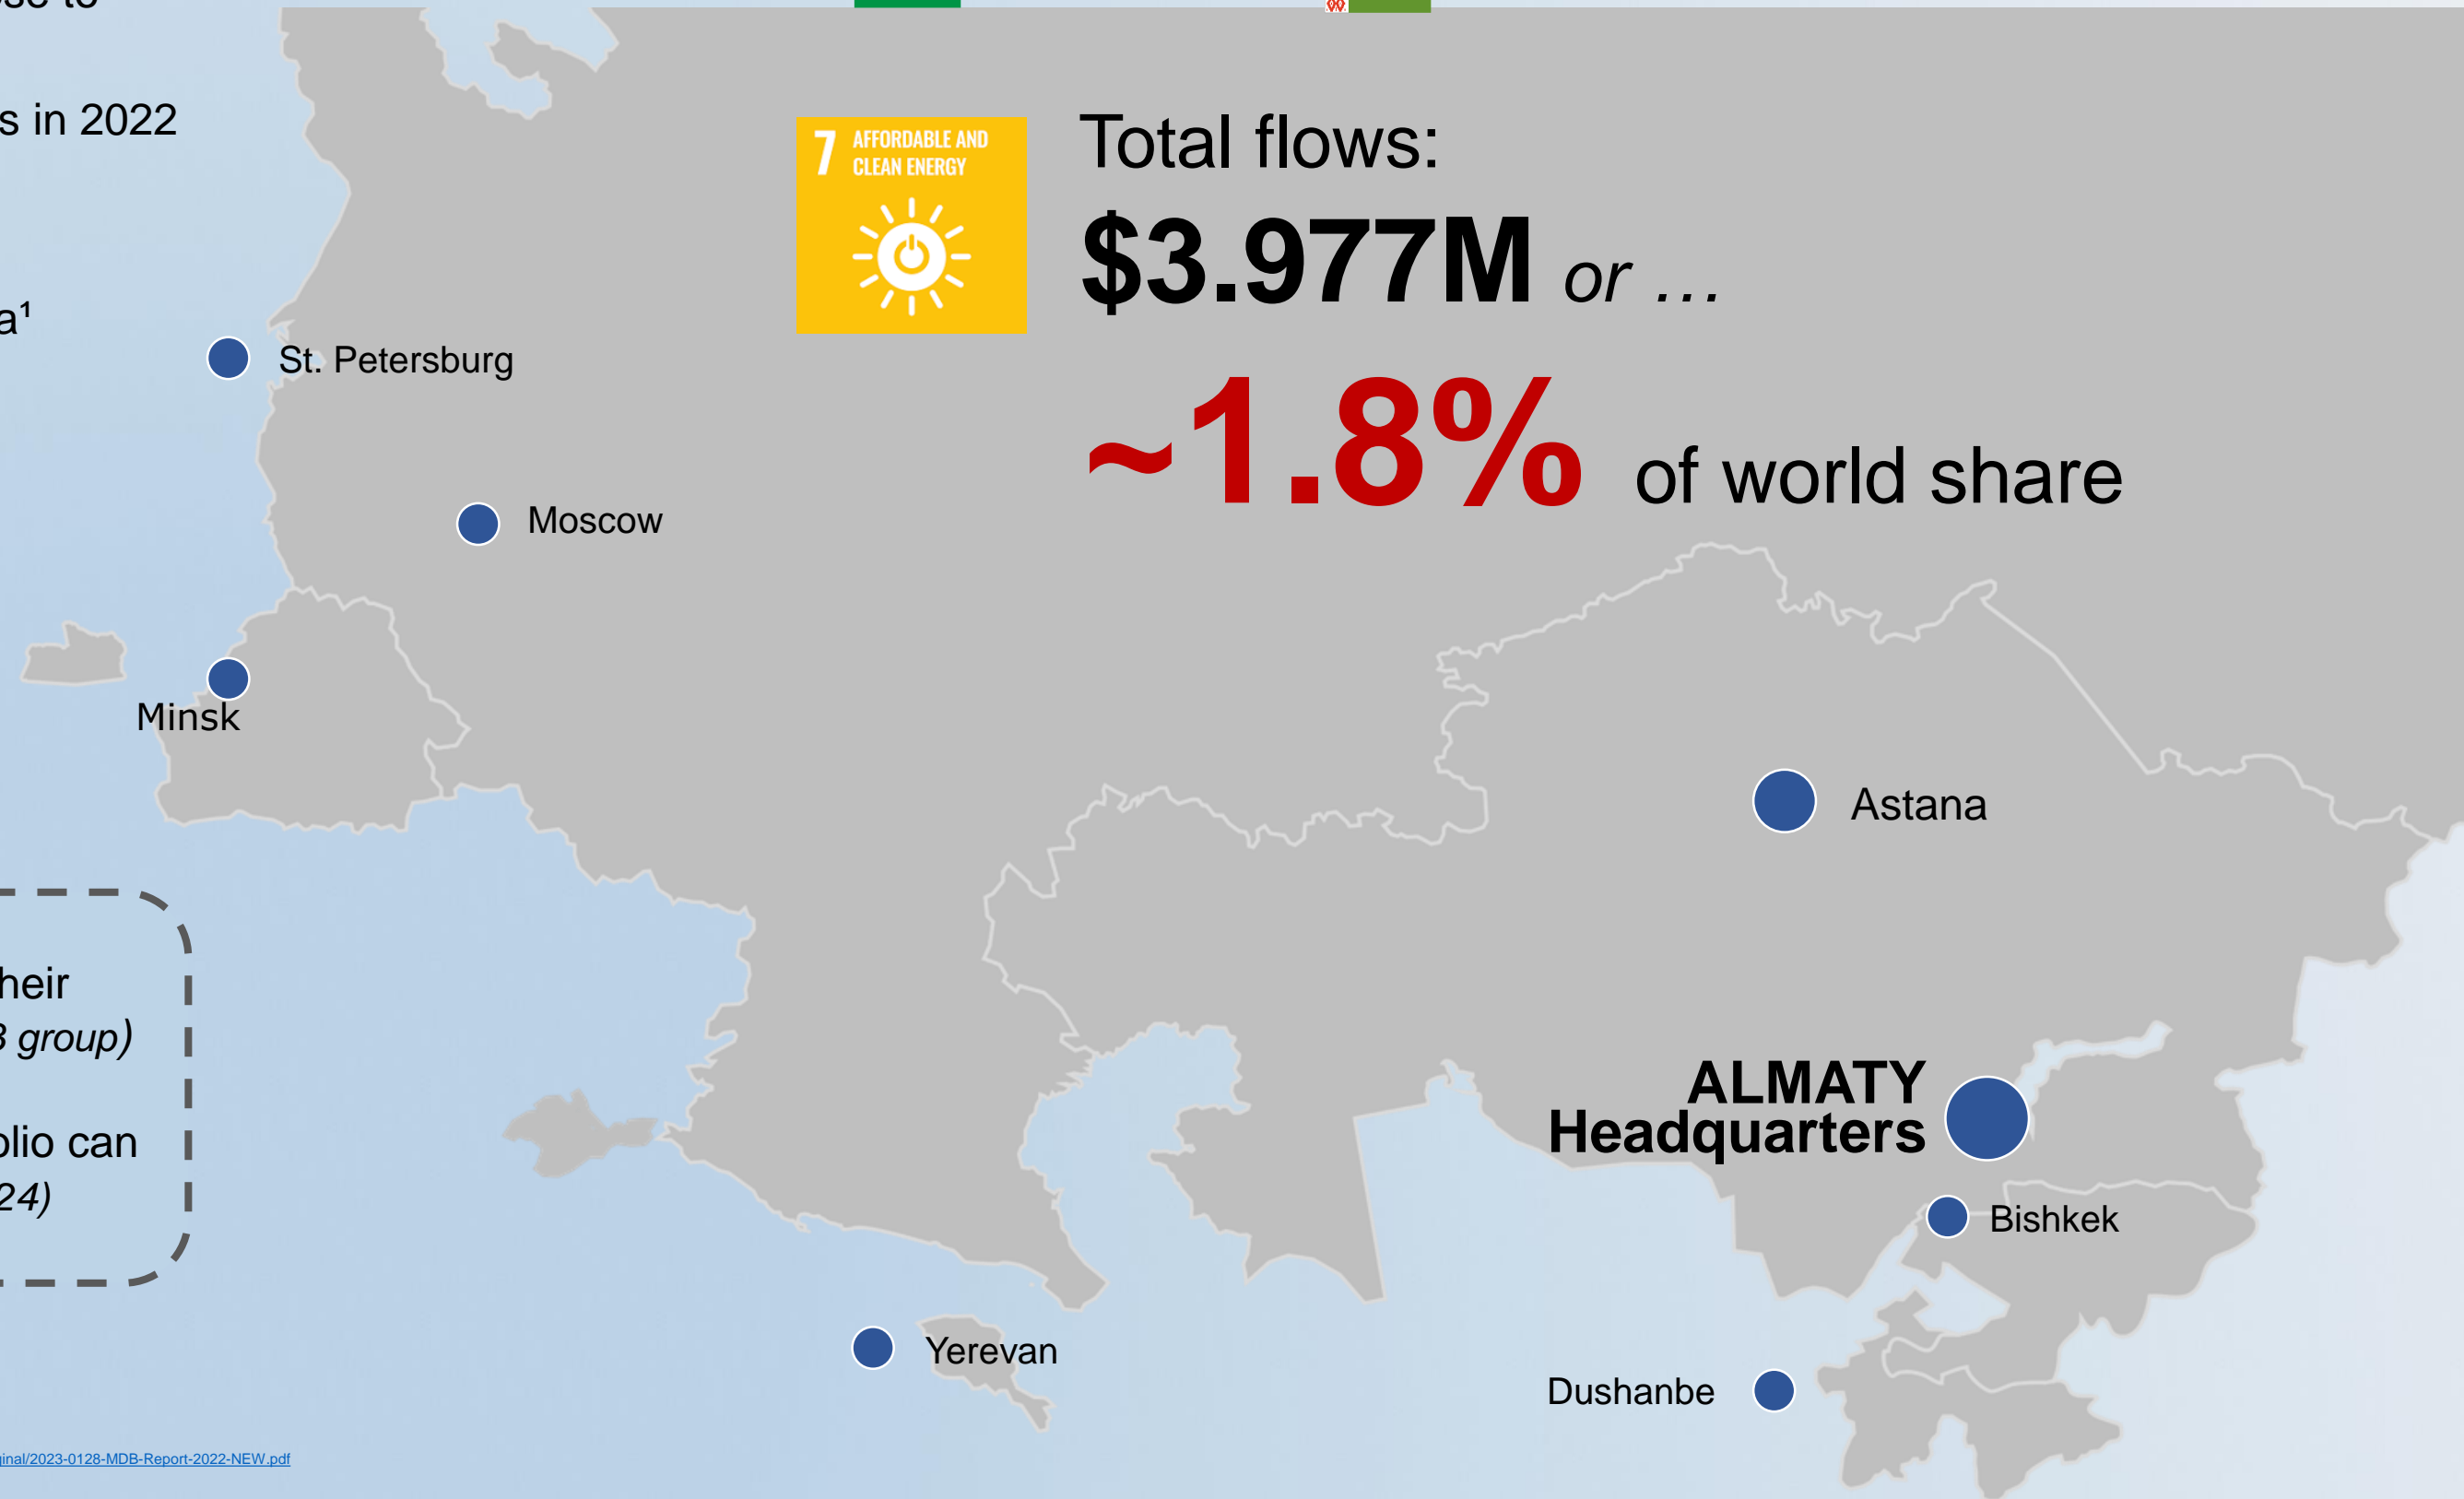 s in 2022
a¹
7 AFFORDABLE AND
CLEAN ENERGY
Total flows:
$3.977M or ...
~1.8% of world share
St. Petersburg
Moscow
Minsk
Astana
heir
group)
olio can
24)
ALMATY
Headquarters
Bishkek
Yerevan
Dushanbe
ginal/2023-0128-MDB-Report-2022-NEW.pdf